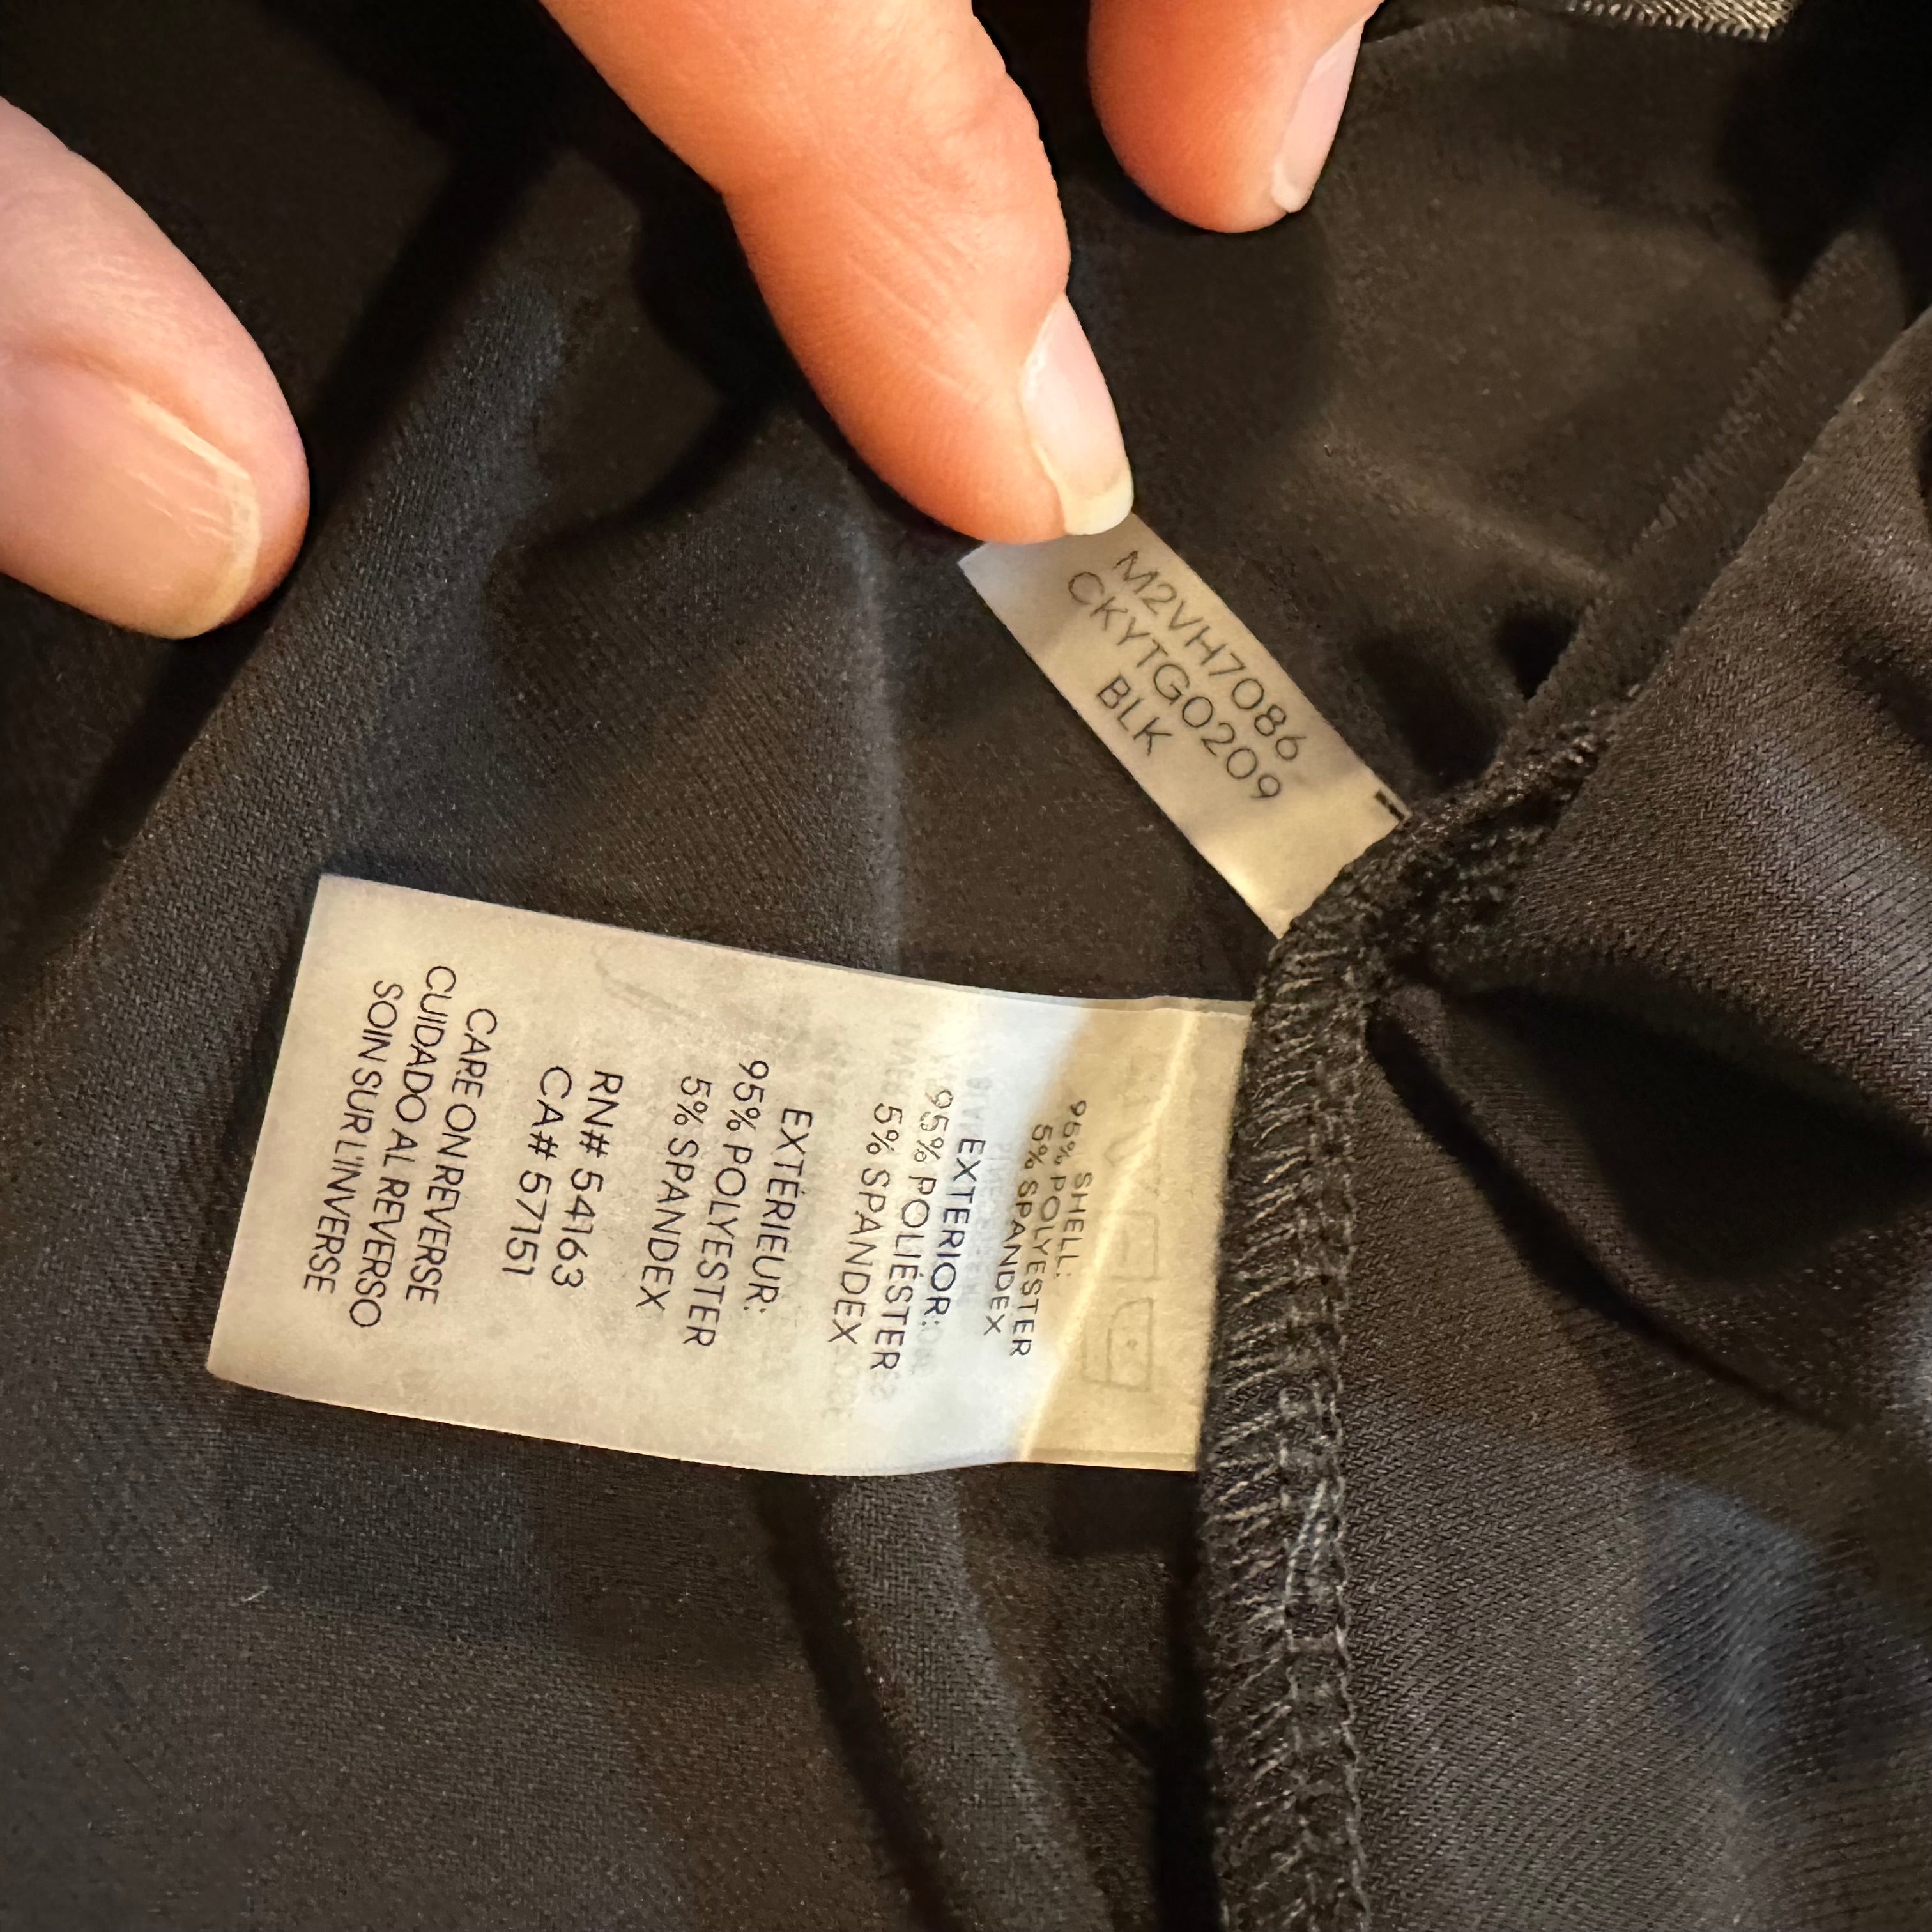 M2VH7086
CKYTG0209
BLK
SHELL:
95% POLYESTER
5% SPANDEX
EXTERIOR:
95% POLIÉSTER
5% SPANDEX
EXTÉRIEUR:
95% POLYESTER
5% SPANDEX
RN# 54163
CA# 57151
CARE ON REVERSE
CUIDADO AL REVERSO
SOIN SUR L'INVERSE